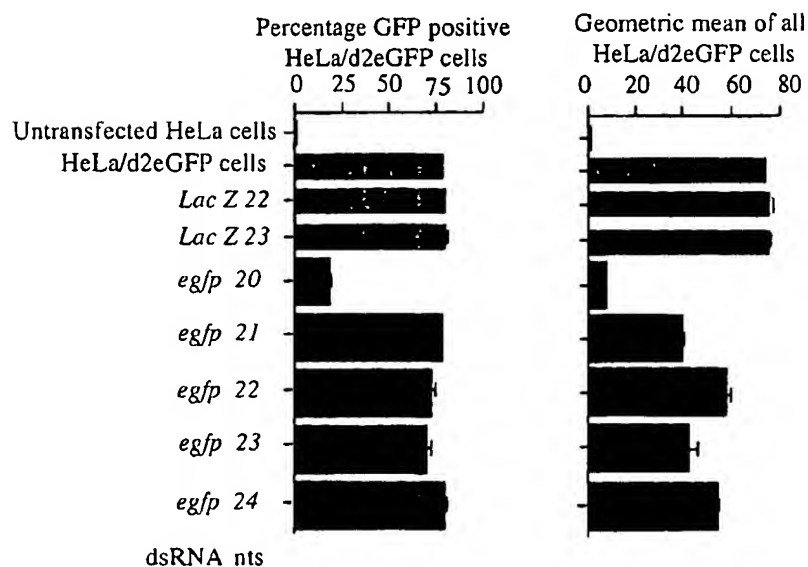 Percentage GFP positive
HeLa/d2eGFP cells
0 25 50 75 100
Geometric mean of all
HeLa/d2eGFP cells
0 20 40 60 80
Untransfected HeLa cells
HeLa/d2eGFP cells
Lac Z 22
Lac Z 23
egfp 20
egfp 21
egfp 22
egfp 23
egfp 24
dsRNA nts